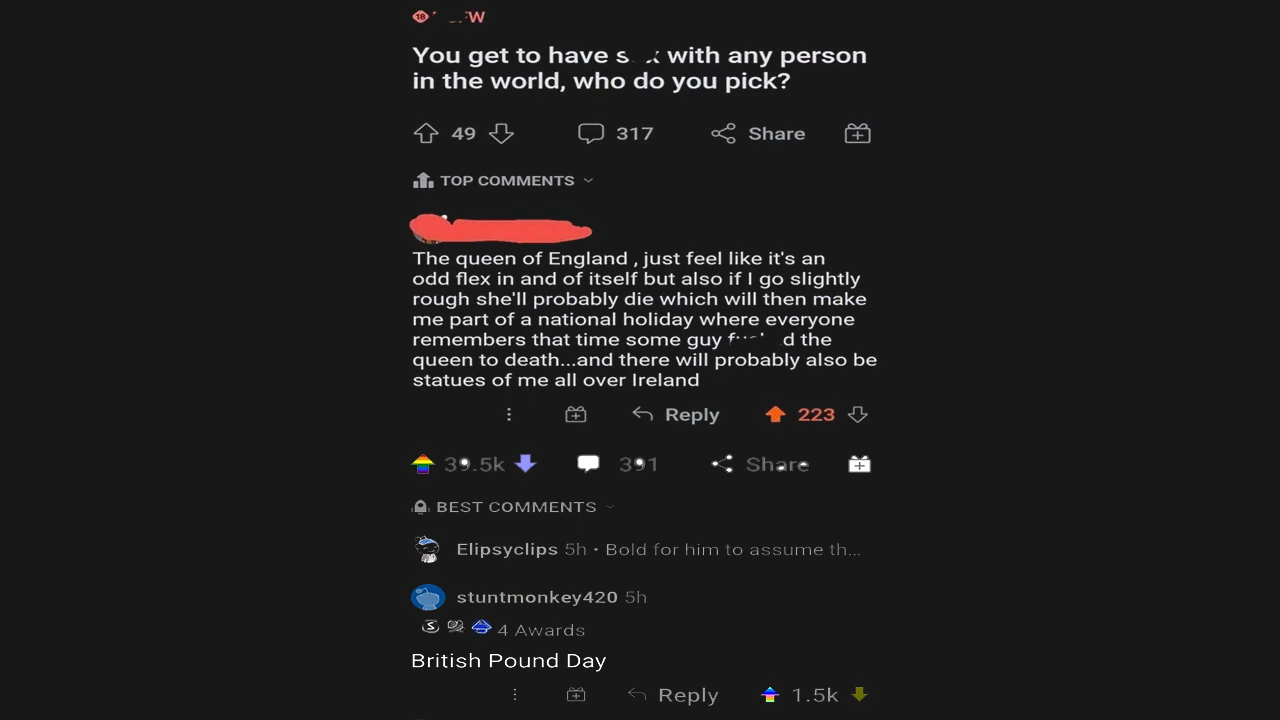 You get to have with any person
in the world, who do you pick?
49 317 Share
TOP COMMENTS
The queen of England , just feel like it's an
odd flex in and of itself but also if I go slightly
rough she'll probably die which will then make
me part of a national holiday where everyone
remembers that time some guy the
queen to death...and there will probably also be
statues of me all over Ireland
Reply 223
39.5k 391 Share
BEST COMMENTS
Elipsyclips 5h • Bold for him to assume th...
stuntmonkey420 5h
4 Awards
British Pound Day
Reply 1.5k